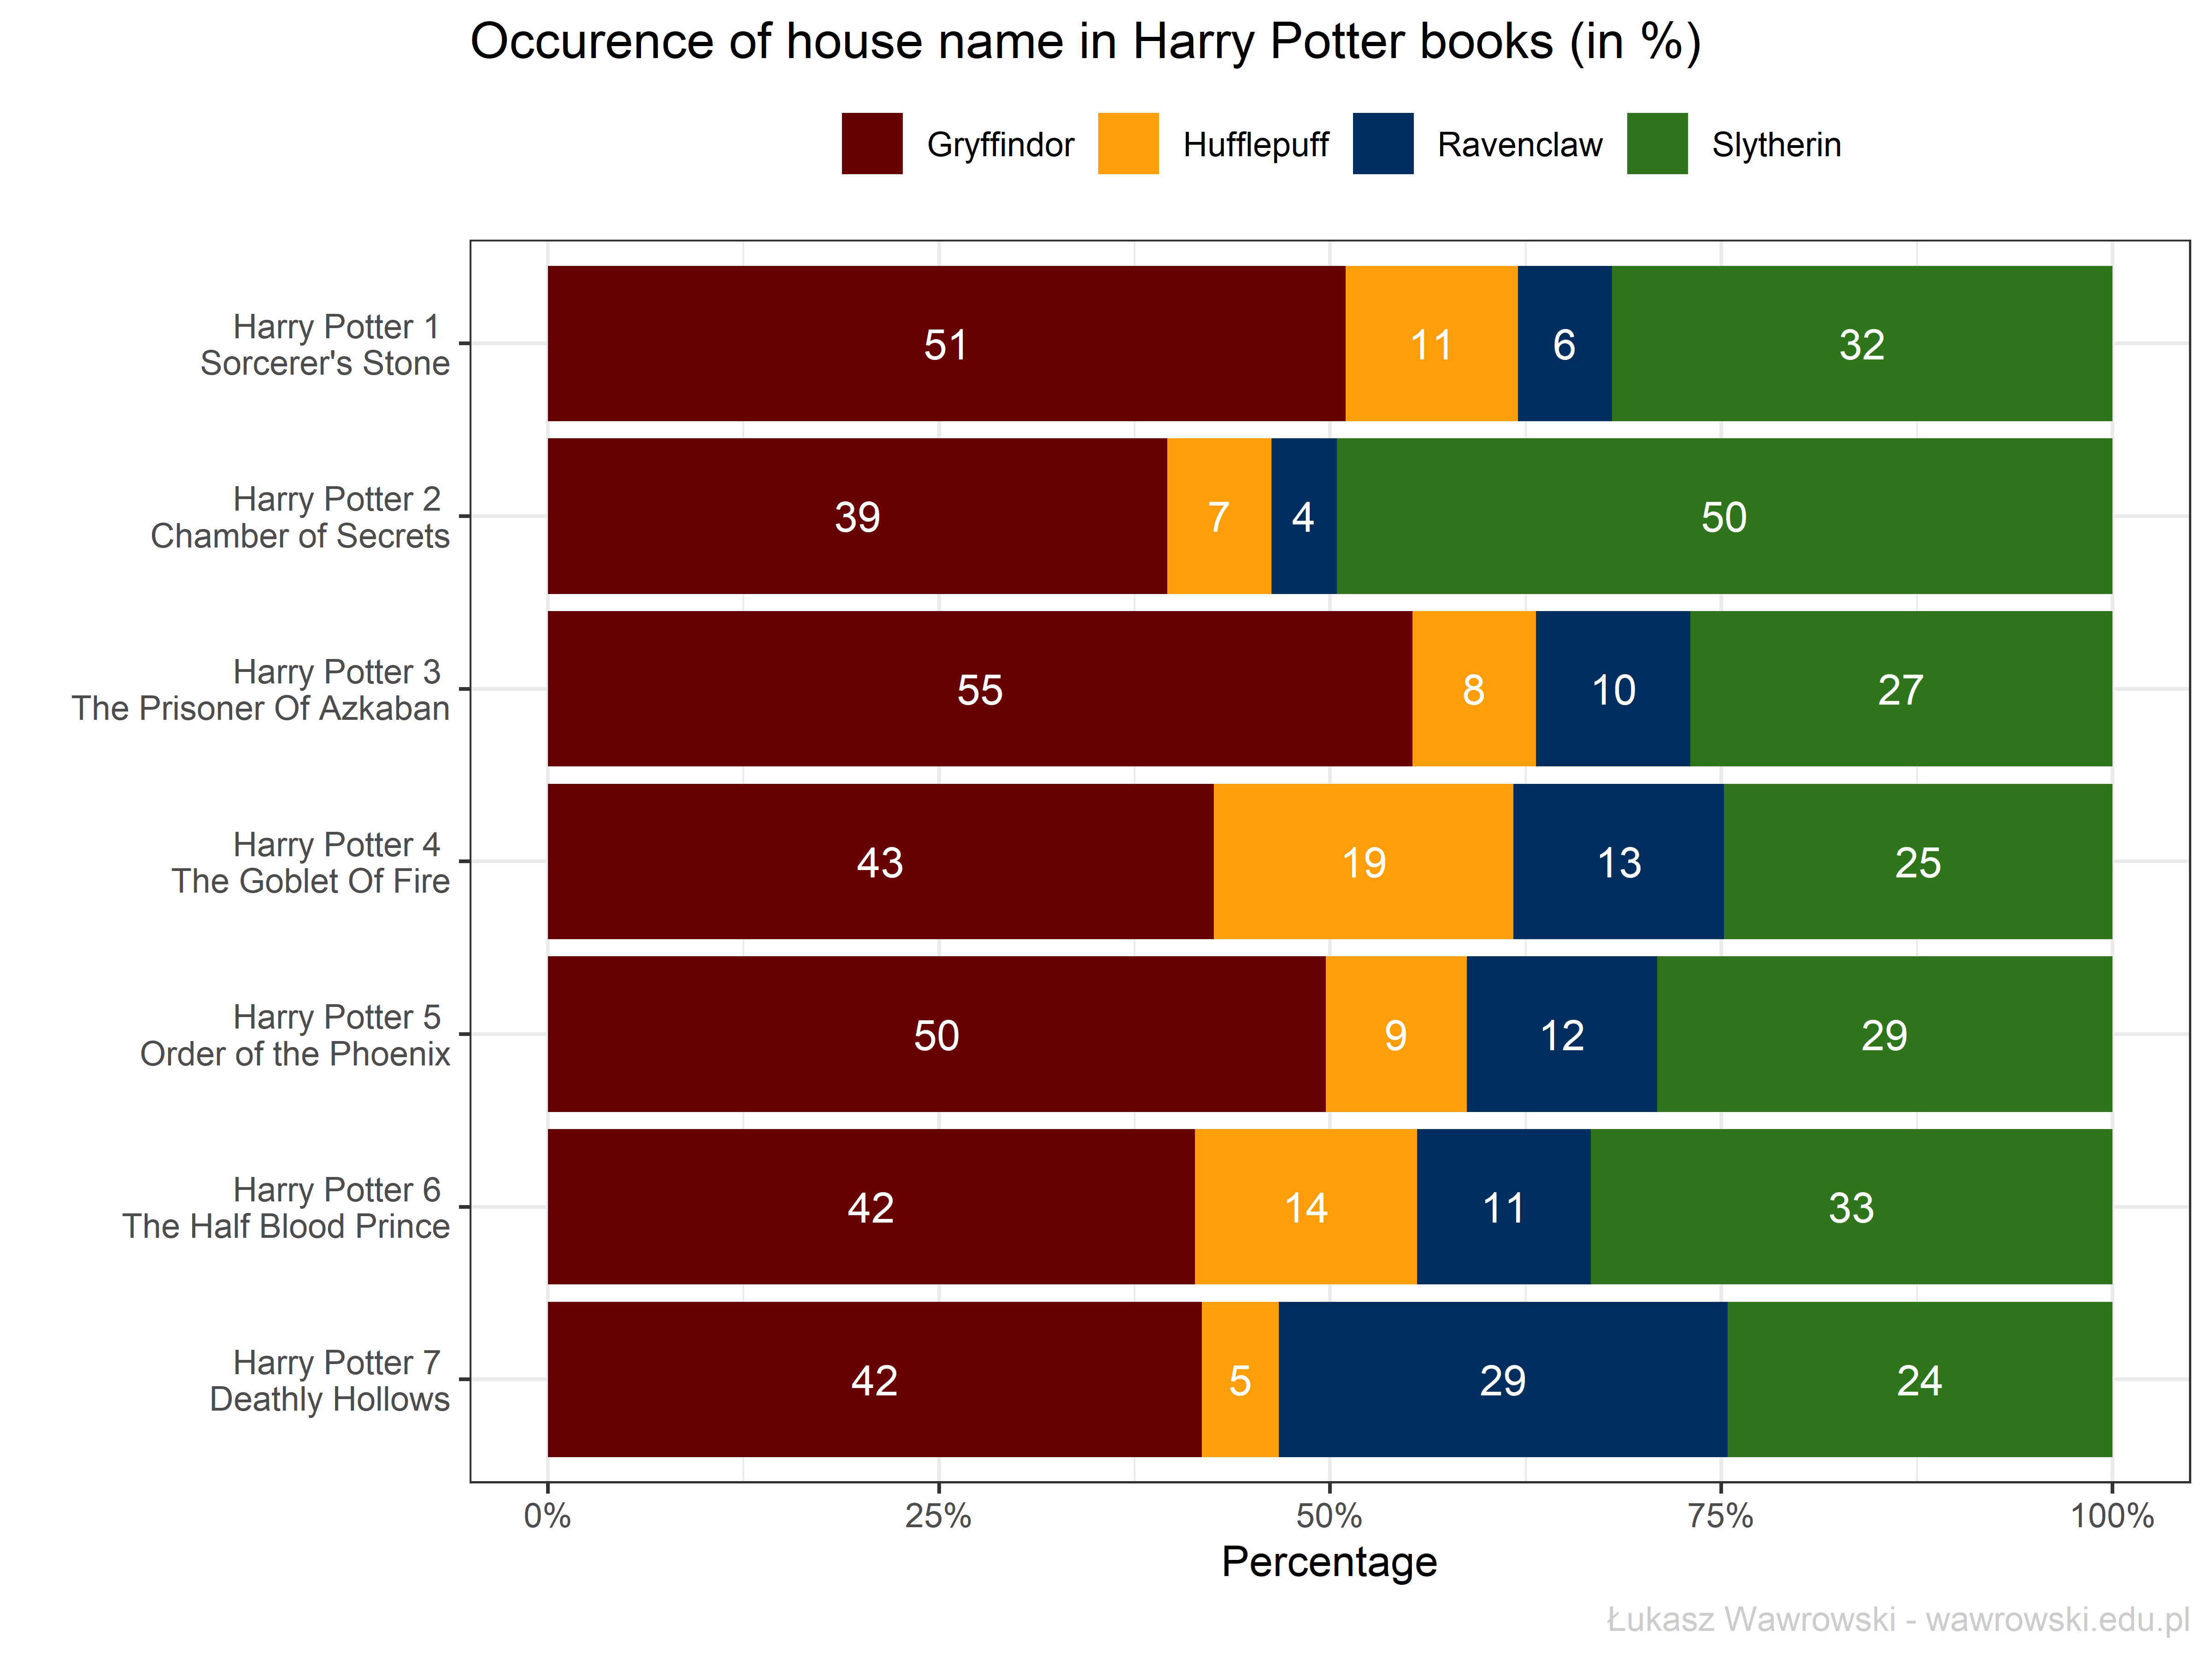 Occurence of house name in Harry Potter books (in %)
Gryffindor Hufflepuff Ravenclaw Slytherin
Harry Potter 1
Sorcerer's Stone
51 11 6 32
Harry Potter 2
Chamber of Secrets
39 7 4 50
Harry Potter 3
The Prisoner Of Azkaban
55 8 10 27
Harry Potter 4
The Goblet Of Fire
43 19 13 25
Harry Potter 5
Order of the Phoenix
50 9 12 29
Harry Potter 6
The Half Blood Prince
42 14 11 33
Harry Potter 7
Deathly Hollows
42 5 29 24
0% 25% 50% 75% 100%
Percentage
Łukasz Wawrowski - wawrowski.edu.pl